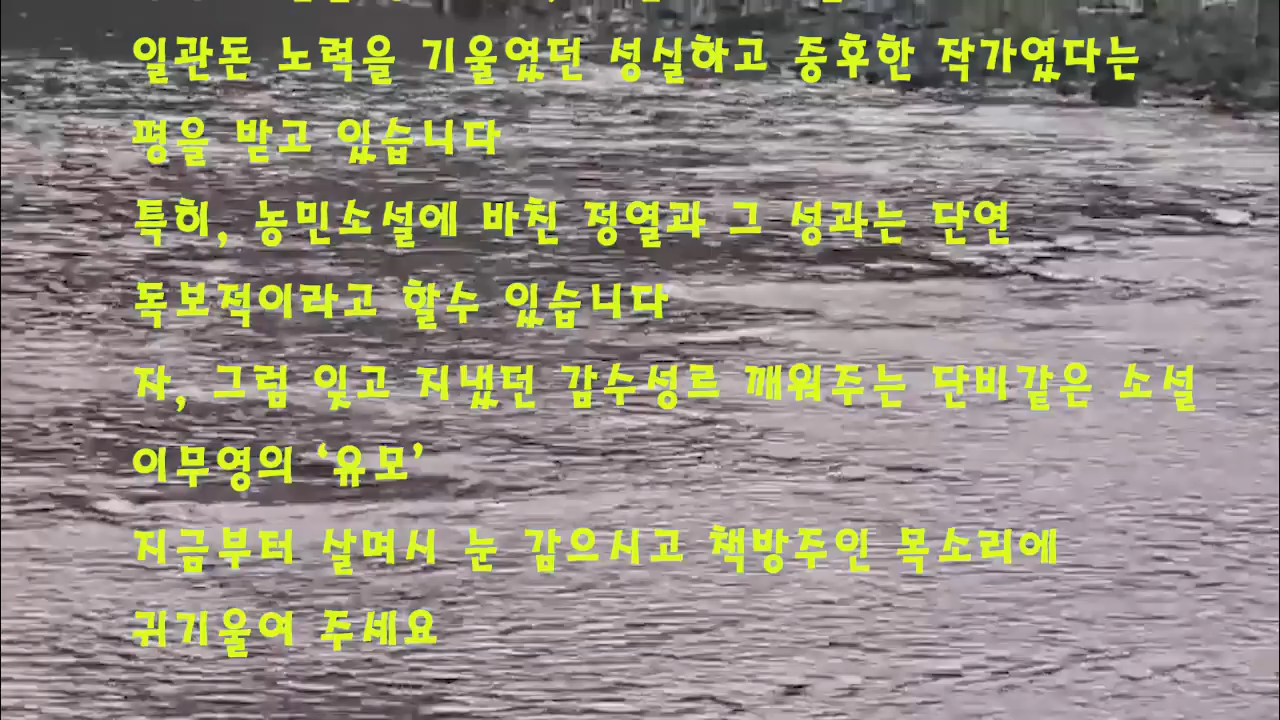 일관돈 노력을 기울였던 성실하고 중후한 작가였다는
평을 받고 있습니다
특히, 농민소설에 바친 정열과 그 성과는 단연
독보적이라고 할수 있습니다
자, 그럼 잊고 지냈던 감수성르 깨워주는 단비같은 소설
이무영의 ‘유모’
지금부터 살며시 눈 감으시고 책방주인 목소리에
귀기울여 주세요